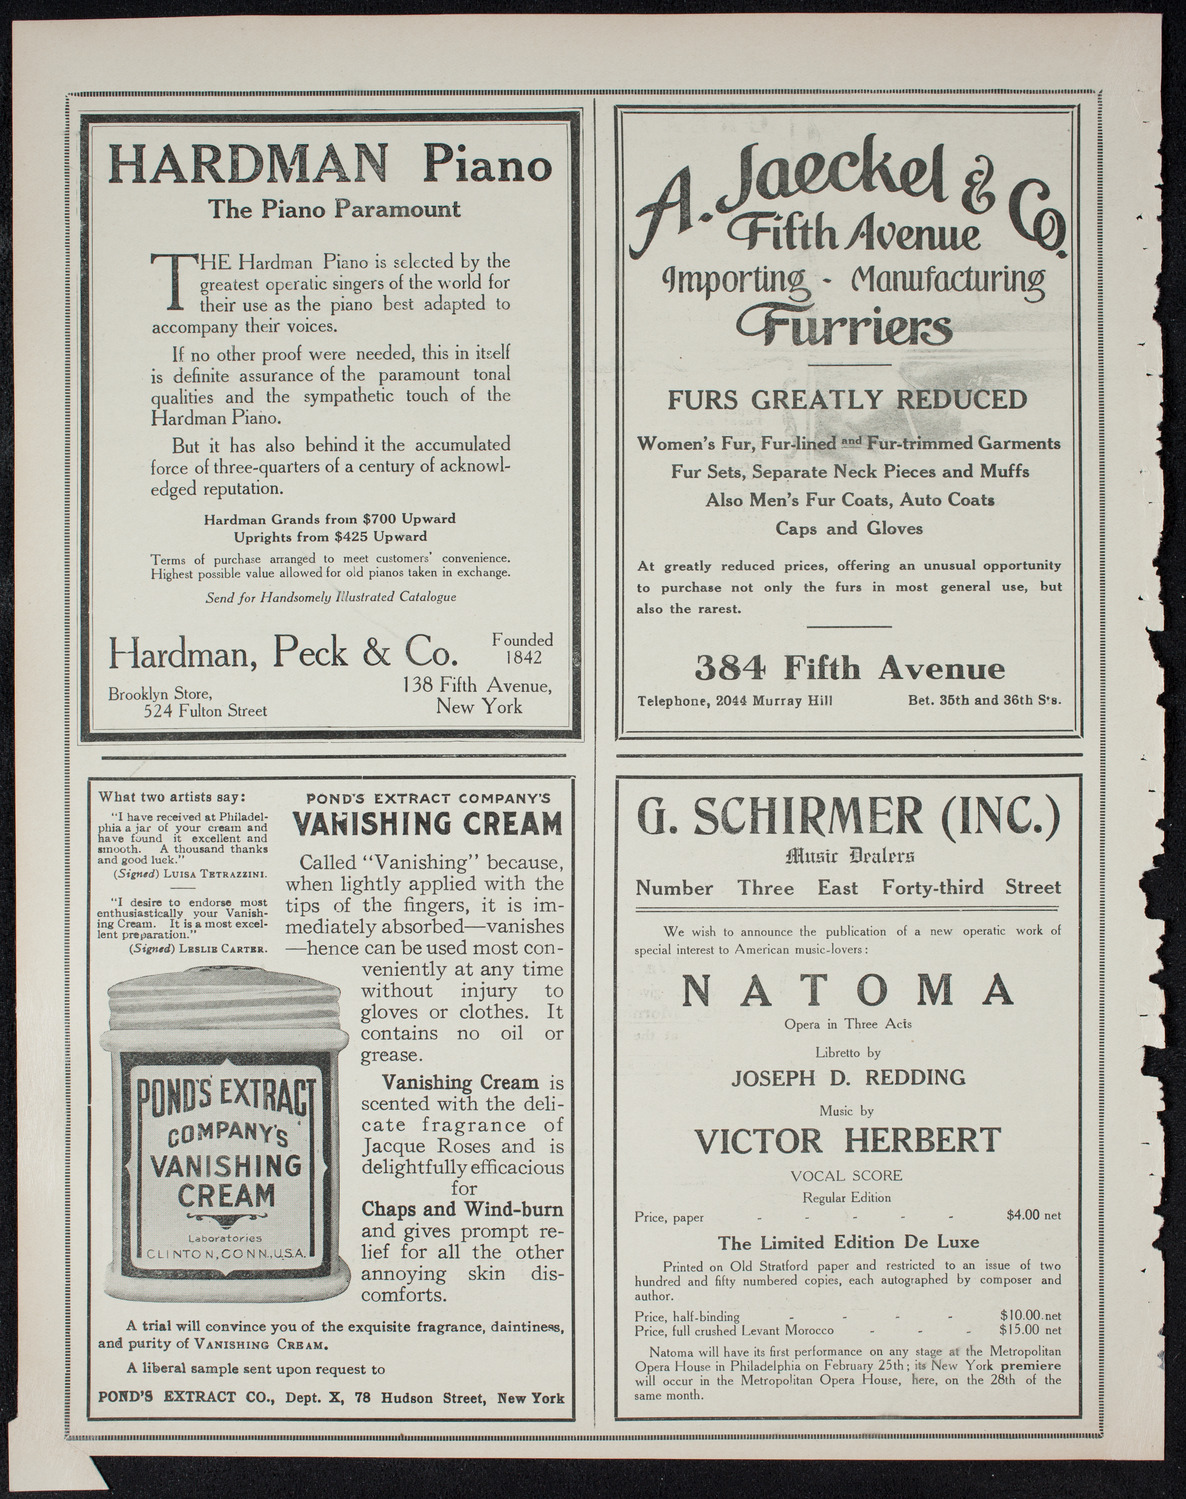 HARDMAN Piano
The Piano Paramount
THE Hardman Piano is selected by the
greatest operatic singers of the world for
their use as the piano best adapted to
accompany their voices.
If no other proof were needed, this in itself
is definite assurance of the paramount tonal
qualities and the sympathetic touch of the
Hardman Piano.
But it has also behind it the accumulated
force of three-quarters of a century of acknowl-
edged reputation.
Hardman Grands from $700 Upward
Uprights from $425 Upward
Terms of purchase arranged to meet customers' convenience.
Highest possible value allowed for old pianos taken in exchange.
Send for Handsomely Illustrated Catalogue
Hardman, Peck & Co. Founded
1842
Brooklyn Store,
524 Fulton Street
138 Fifth Avenue,
New York
A. Jaeckel & Co.
Fifth Avenue
Importing - Manufacturing
Furriers
FURS GREATLY REDUCED
Women's Fur, Fur-lined and Fur-trimmed Garments
Fur Sets, Separate Neck Pieces and Muffs
Also Men's Fur Coats, Auto Coats
Caps and Gloves
At greatly reduced prices, offering an unusual opportunity
to purchase not only the furs in most general use, but
also the rarest.
384 Fifth Avenue
Telephone, 2044 Murray Hill Bet. 35th and 36th Sts.
What two artists say:
"I have received at Philadel-
phia a jar of your cream and
have found it excellent and
smooth. A thousand thanks
and good luck."
(Signed) LUISA TETRAZZINI.
"I desire to endorse most
enthusiastically your Vanish-
ing Cream. It is a most excel-
lent preparation."
(Signed) LESLIE CARTER.
POND'S EXTRACT COMPANY'S
VANISHING CREAM
Called "Vanishing" because,
when lightly applied with the
tips of the fingers, it is im-
mediately absorbed—vanishes
—hence can be used most con-
veniently at any time
without injury to
gloves or clothes. It
contains no oil or
grease.
Vanishing Cream is
scented with the deli-
cate fragrance of
Jacque Roses and is
delightfully efficacious
for
Chaps and Wind-burn
and gives prompt re-
lief for all the other
annoying skin dis-
comforts.
POND'S EXTRACT
COMPANY'S
VANISHING
CREAM
Laboratories
CLINTON, CONN., U.S.A.
A trial will convince you of the exquisite fragrance, daintiness,
and purity of VANISHING CREAM.
A liberal sample sent upon request to
POND'S EXTRACT CO., Dept. X, 78 Hudson Street, New York
G. SCHIRMER (INC.)
Music Dealers
Number Three East Forty-third Street
We wish to announce the publication of a new operatic work of
special interest to American music-lovers:
NATOMA
Opera in Three Acts
Libretto by
JOSEPH D. REDDING
Music by
VICTOR HERBERT
VOCAL SCORE
Regular Edition
Price, paper - - - - - $4.00 net
The Limited Edition De Luxe
Printed on Old Stratford paper and restricted to an issue of two
hundred and fifty numbered copies, each autographed by composer and
author.
Price, half-binding - - - - $10.00 net
Price, full crushed Levant Morocco - - - $15.00 net
Natoma will have its first performance on any stage at the Metropolitan
Opera House in Philadelphia on February 25th; its New York premiere
will occur in the Metropolitan Opera House, here, on the 28th of the
same month.